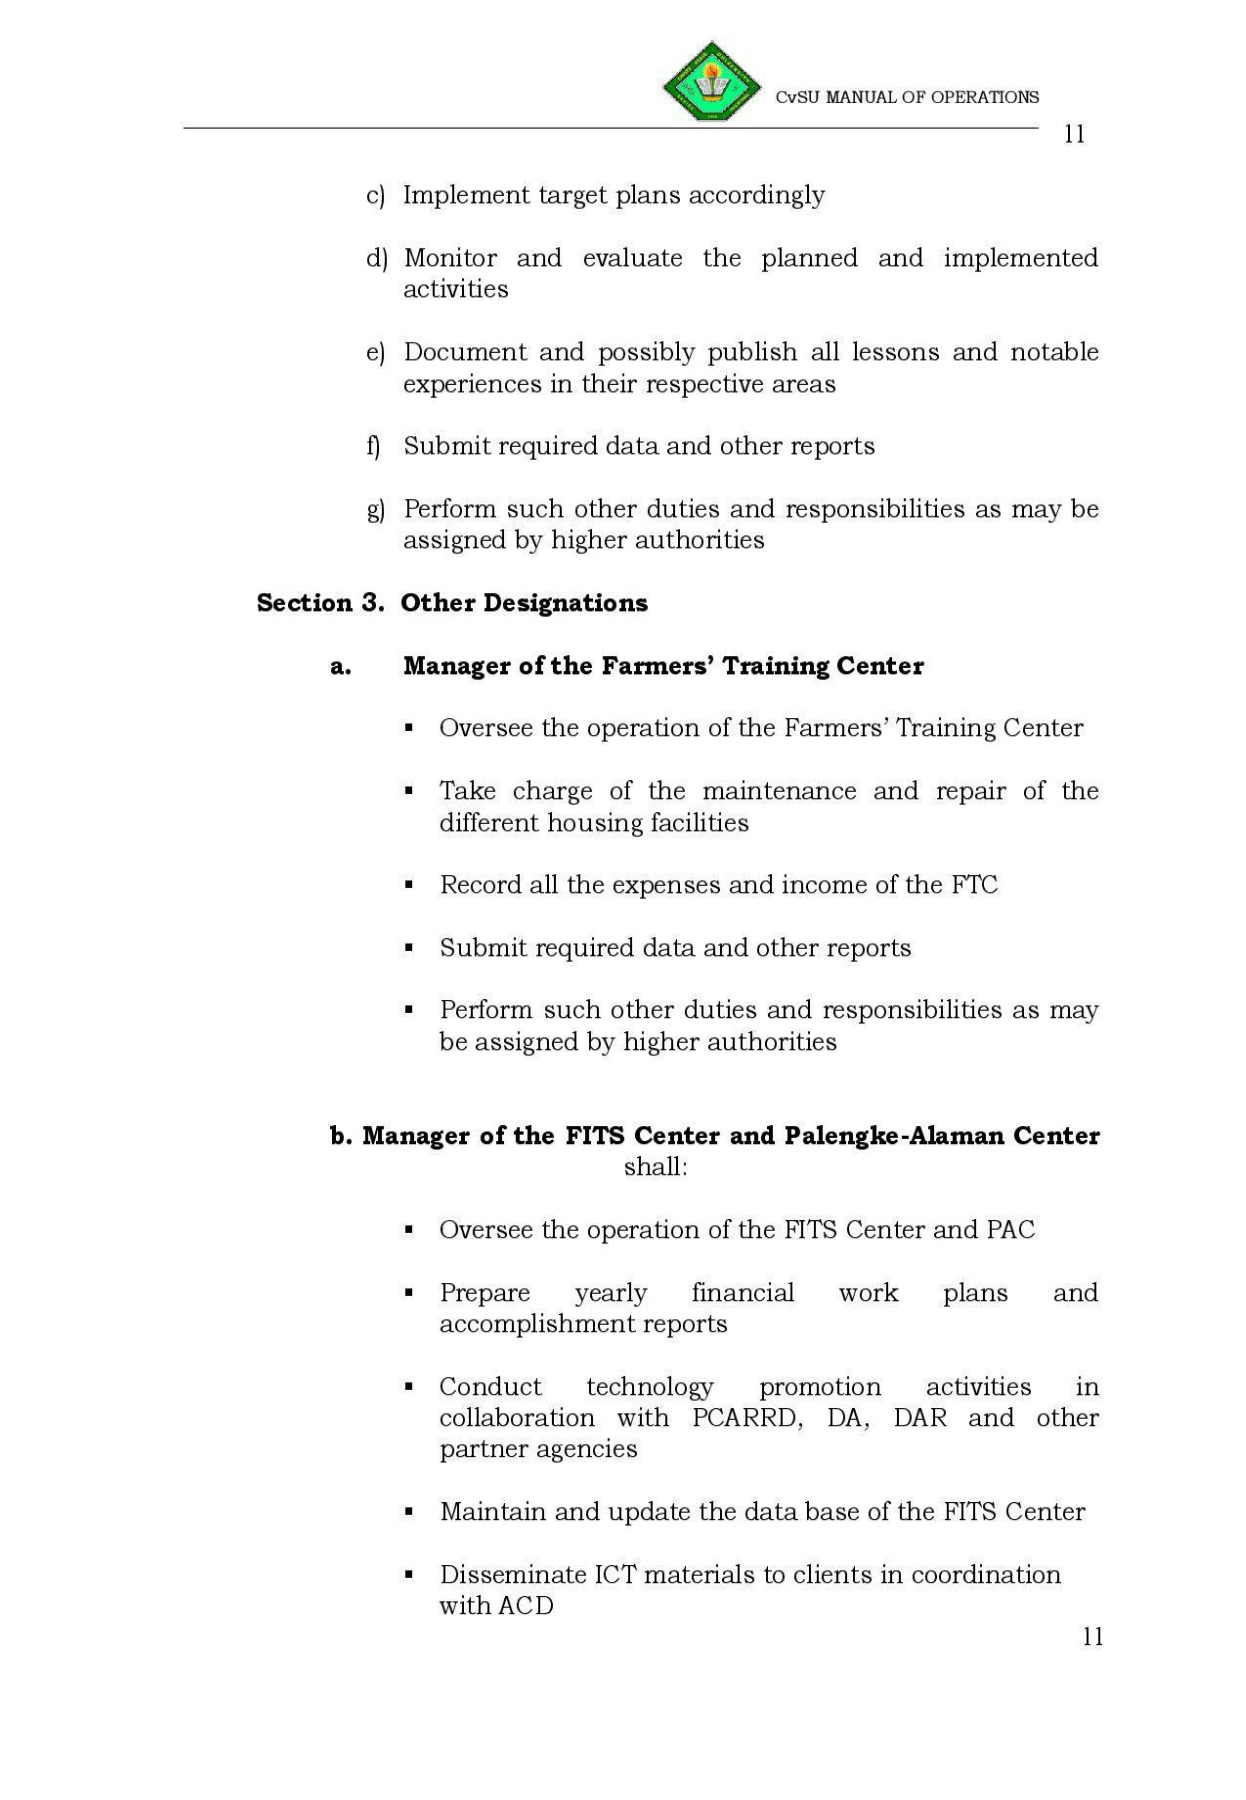 CvSU MANUAL OF OPERATIONS
11
c) Implement target plans accordingly
d) Monitor and evaluate the planned and implemented
activities
e) Document and possibly publish all lessons and notable
experiences in their respective areas
f) Submit required data and other reports
g) Perform such other duties and responsibilities as may be
assigned by higher authorities
Section 3. Other Designations
a. Manager of the Farmers’ Training Center
▪ Oversee the operation of the Farmers’ Training Center
▪ Take charge of the maintenance and repair of the
different housing facilities
▪ Record all the expenses and income of the FTC
▪ Submit required data and other reports
▪ Perform such other duties and responsibilities as may
be assigned by higher authorities
b. Manager of the FITS Center and Palengke-Alaman Center
shall:
▪ Oversee the operation of the FITS Center and PAC
▪ Prepare yearly financial work plans and
accomplishment reports
▪ Conduct technology promotion activities in
collaboration with PCARRD, DA, DAR and other
partner agencies
▪ Maintain and update the data base of the FITS Center
▪ Disseminate ICT materials to clients in coordination
with ACD
11